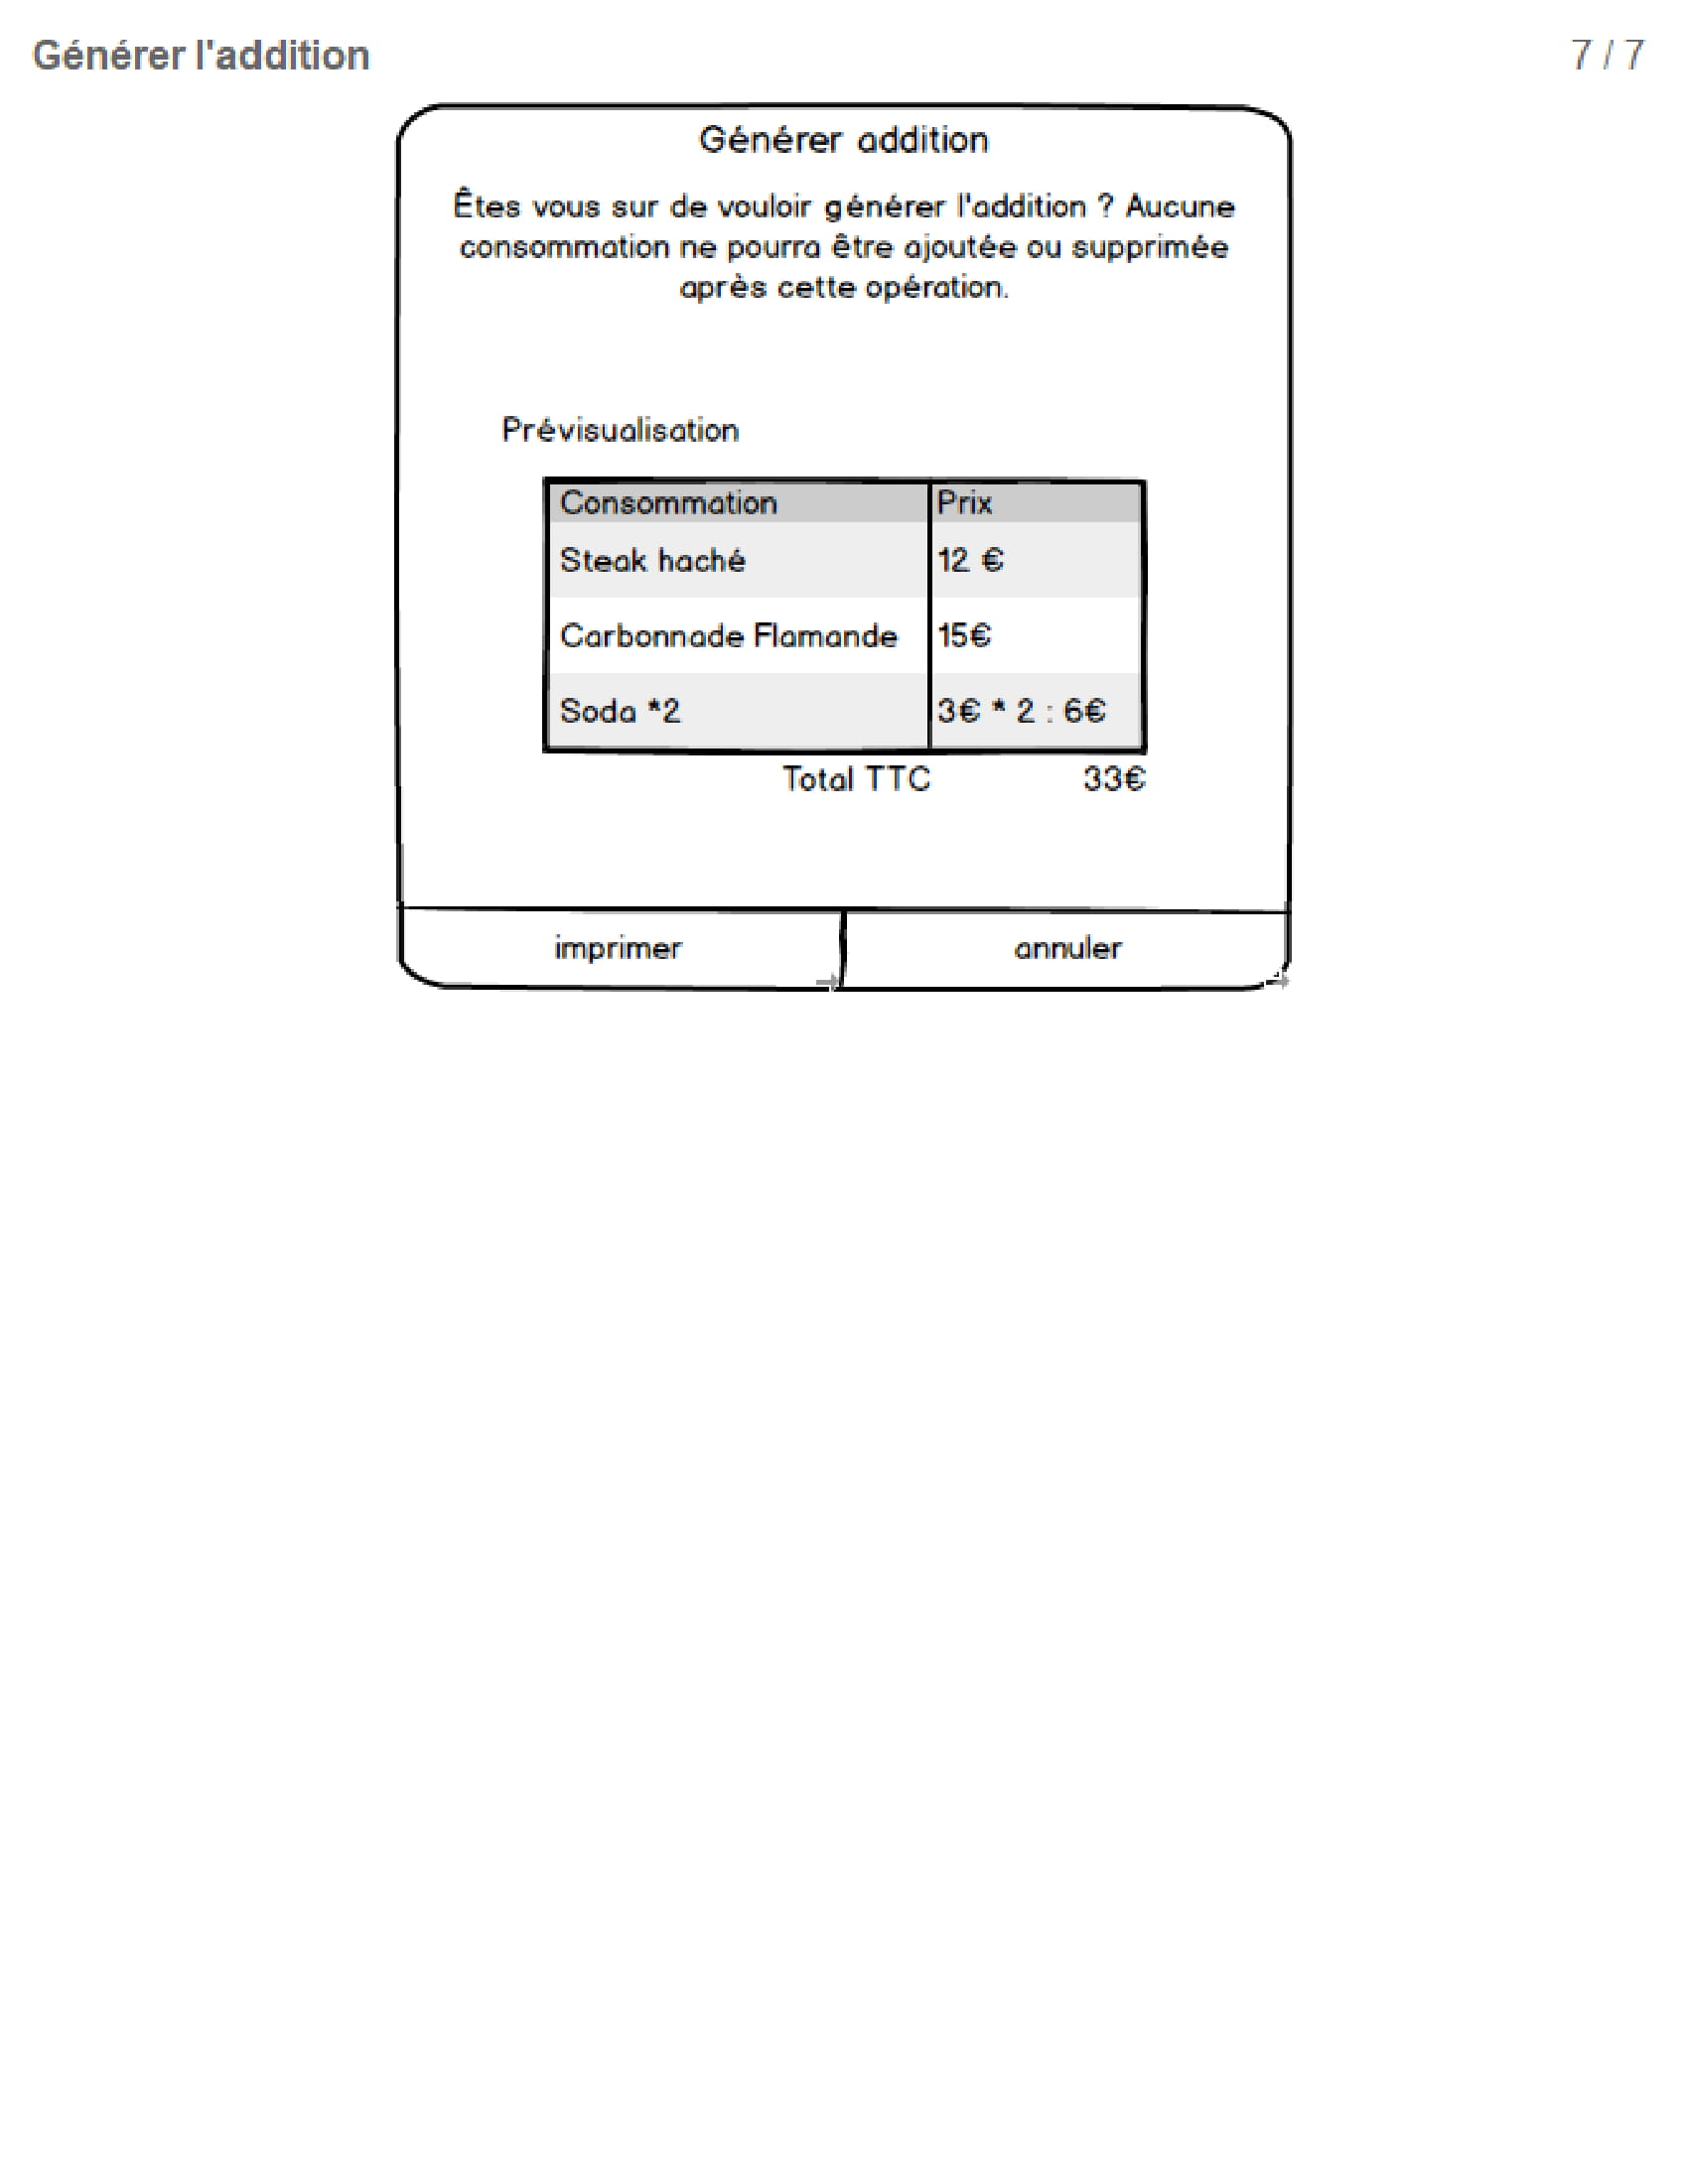 Générer l'addition 7 / 7
Générer addition
Êtes vous sur de vouloir générer l'addition ? Aucune
consommation ne pourra être ajoutée ou supprimée
après cette opération.
Prévisualisation
Consommation Prix
Steak haché 12 €
Carbonnade Flamande 15€
Soda *2 3€ * 2 : 6€
Total TTC 33€
imprimer annuler